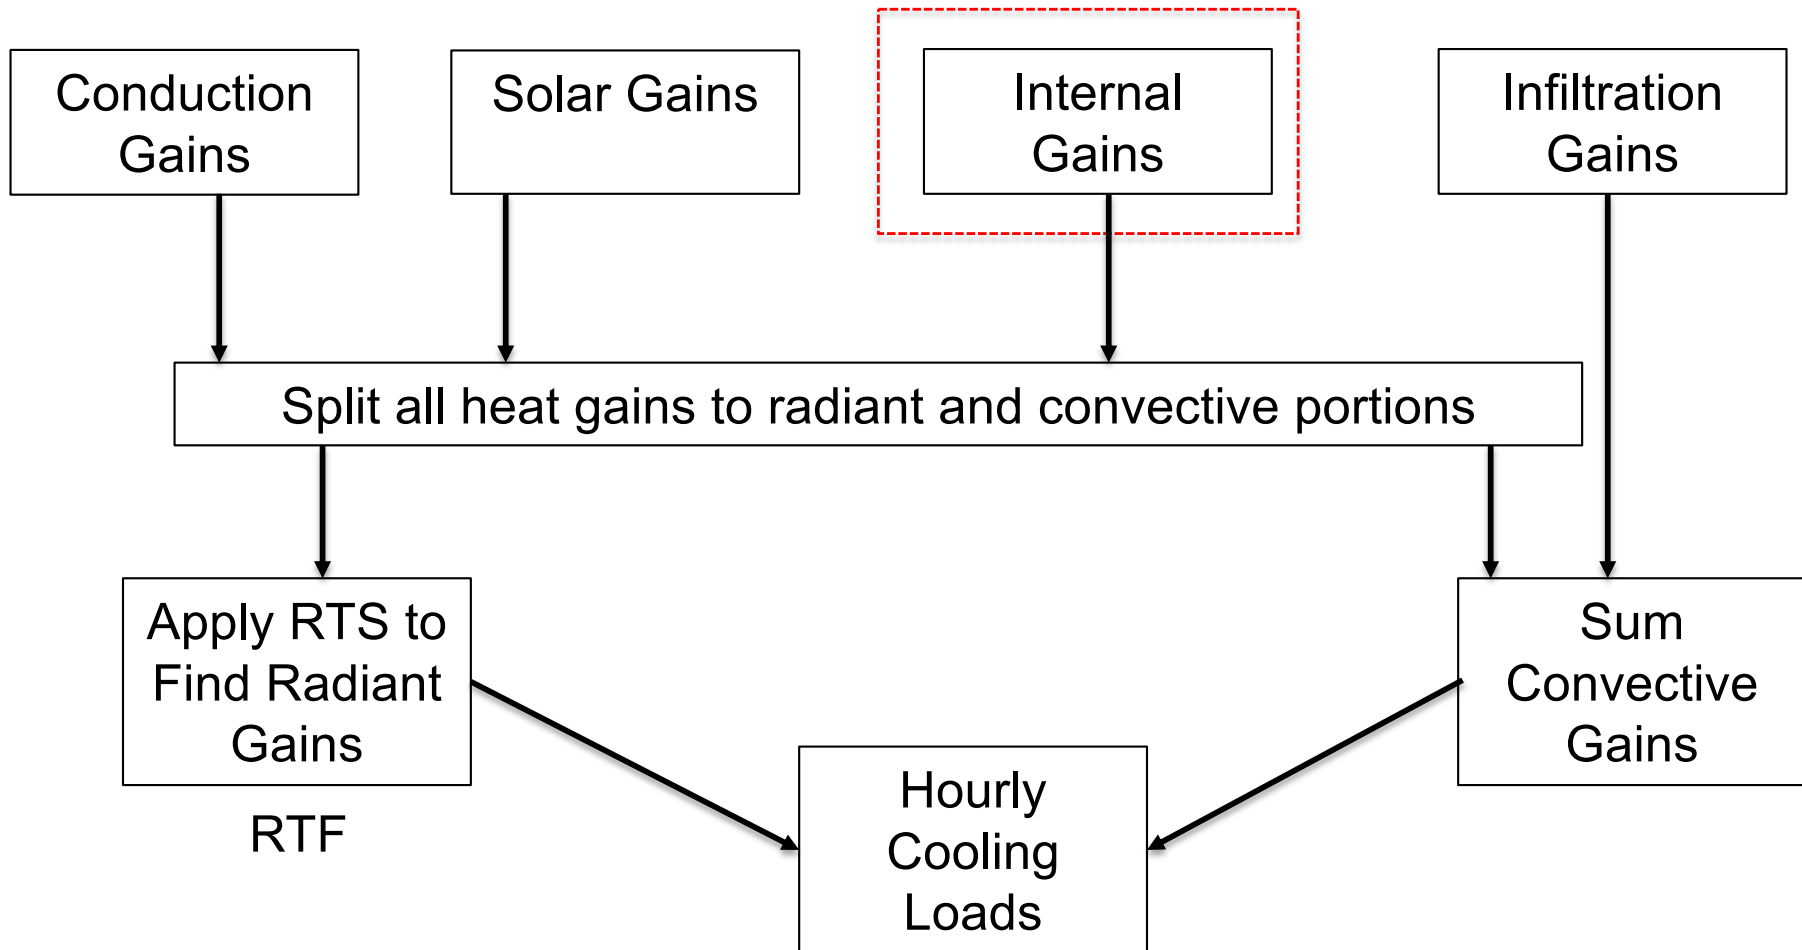 Conduction
Gains
Solar Gains
Internal
Gains
Infiltration
Gains
Split all heat gains to radiant and convective portions
Apply RTS to
Find Radiant
Gains
RTF
Sum
Convective
Gains
Hourly
Cooling
Loads